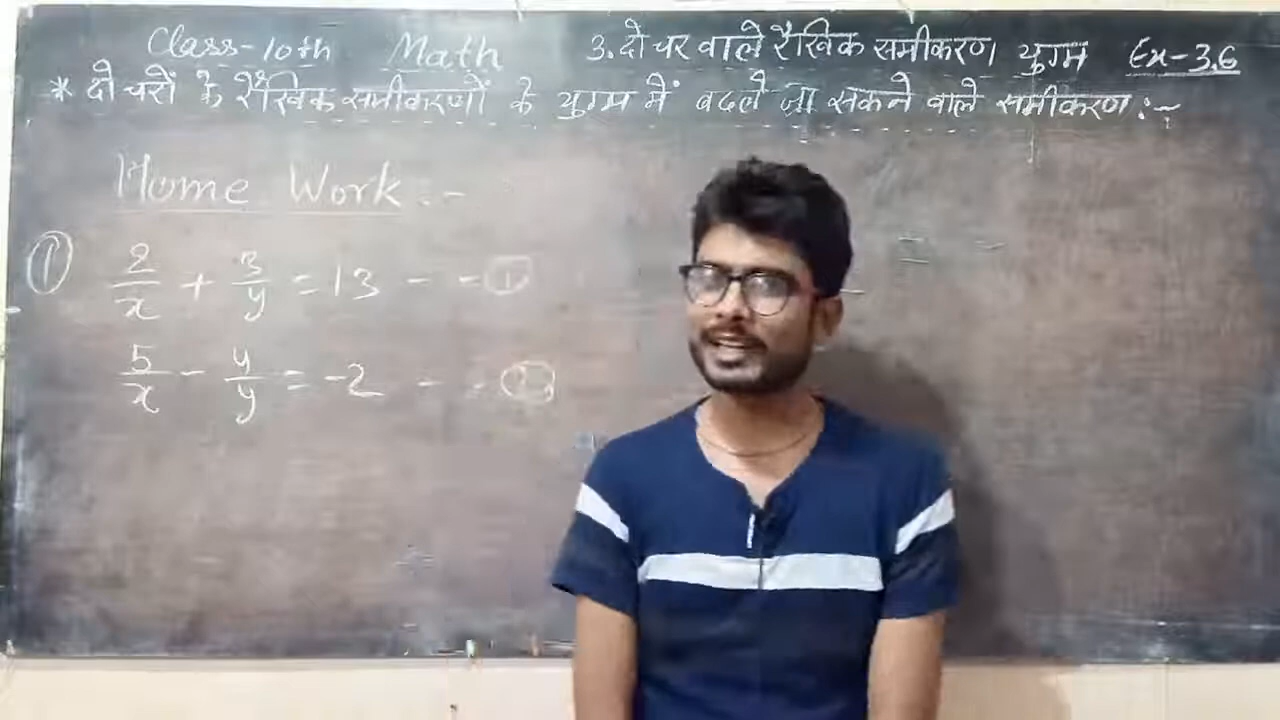 Class-10th Math 3. दो चर वाले रैखिक समीकरण युग्म Ex-3.6
* दो चरों के रैखिक समीकरणों के युग्म में बदले जा सकने वाले समीकरण :-
Home Work :-
① 2/x + 3/y = 13 - - ①
5/x - 4/y = -2 - - ②